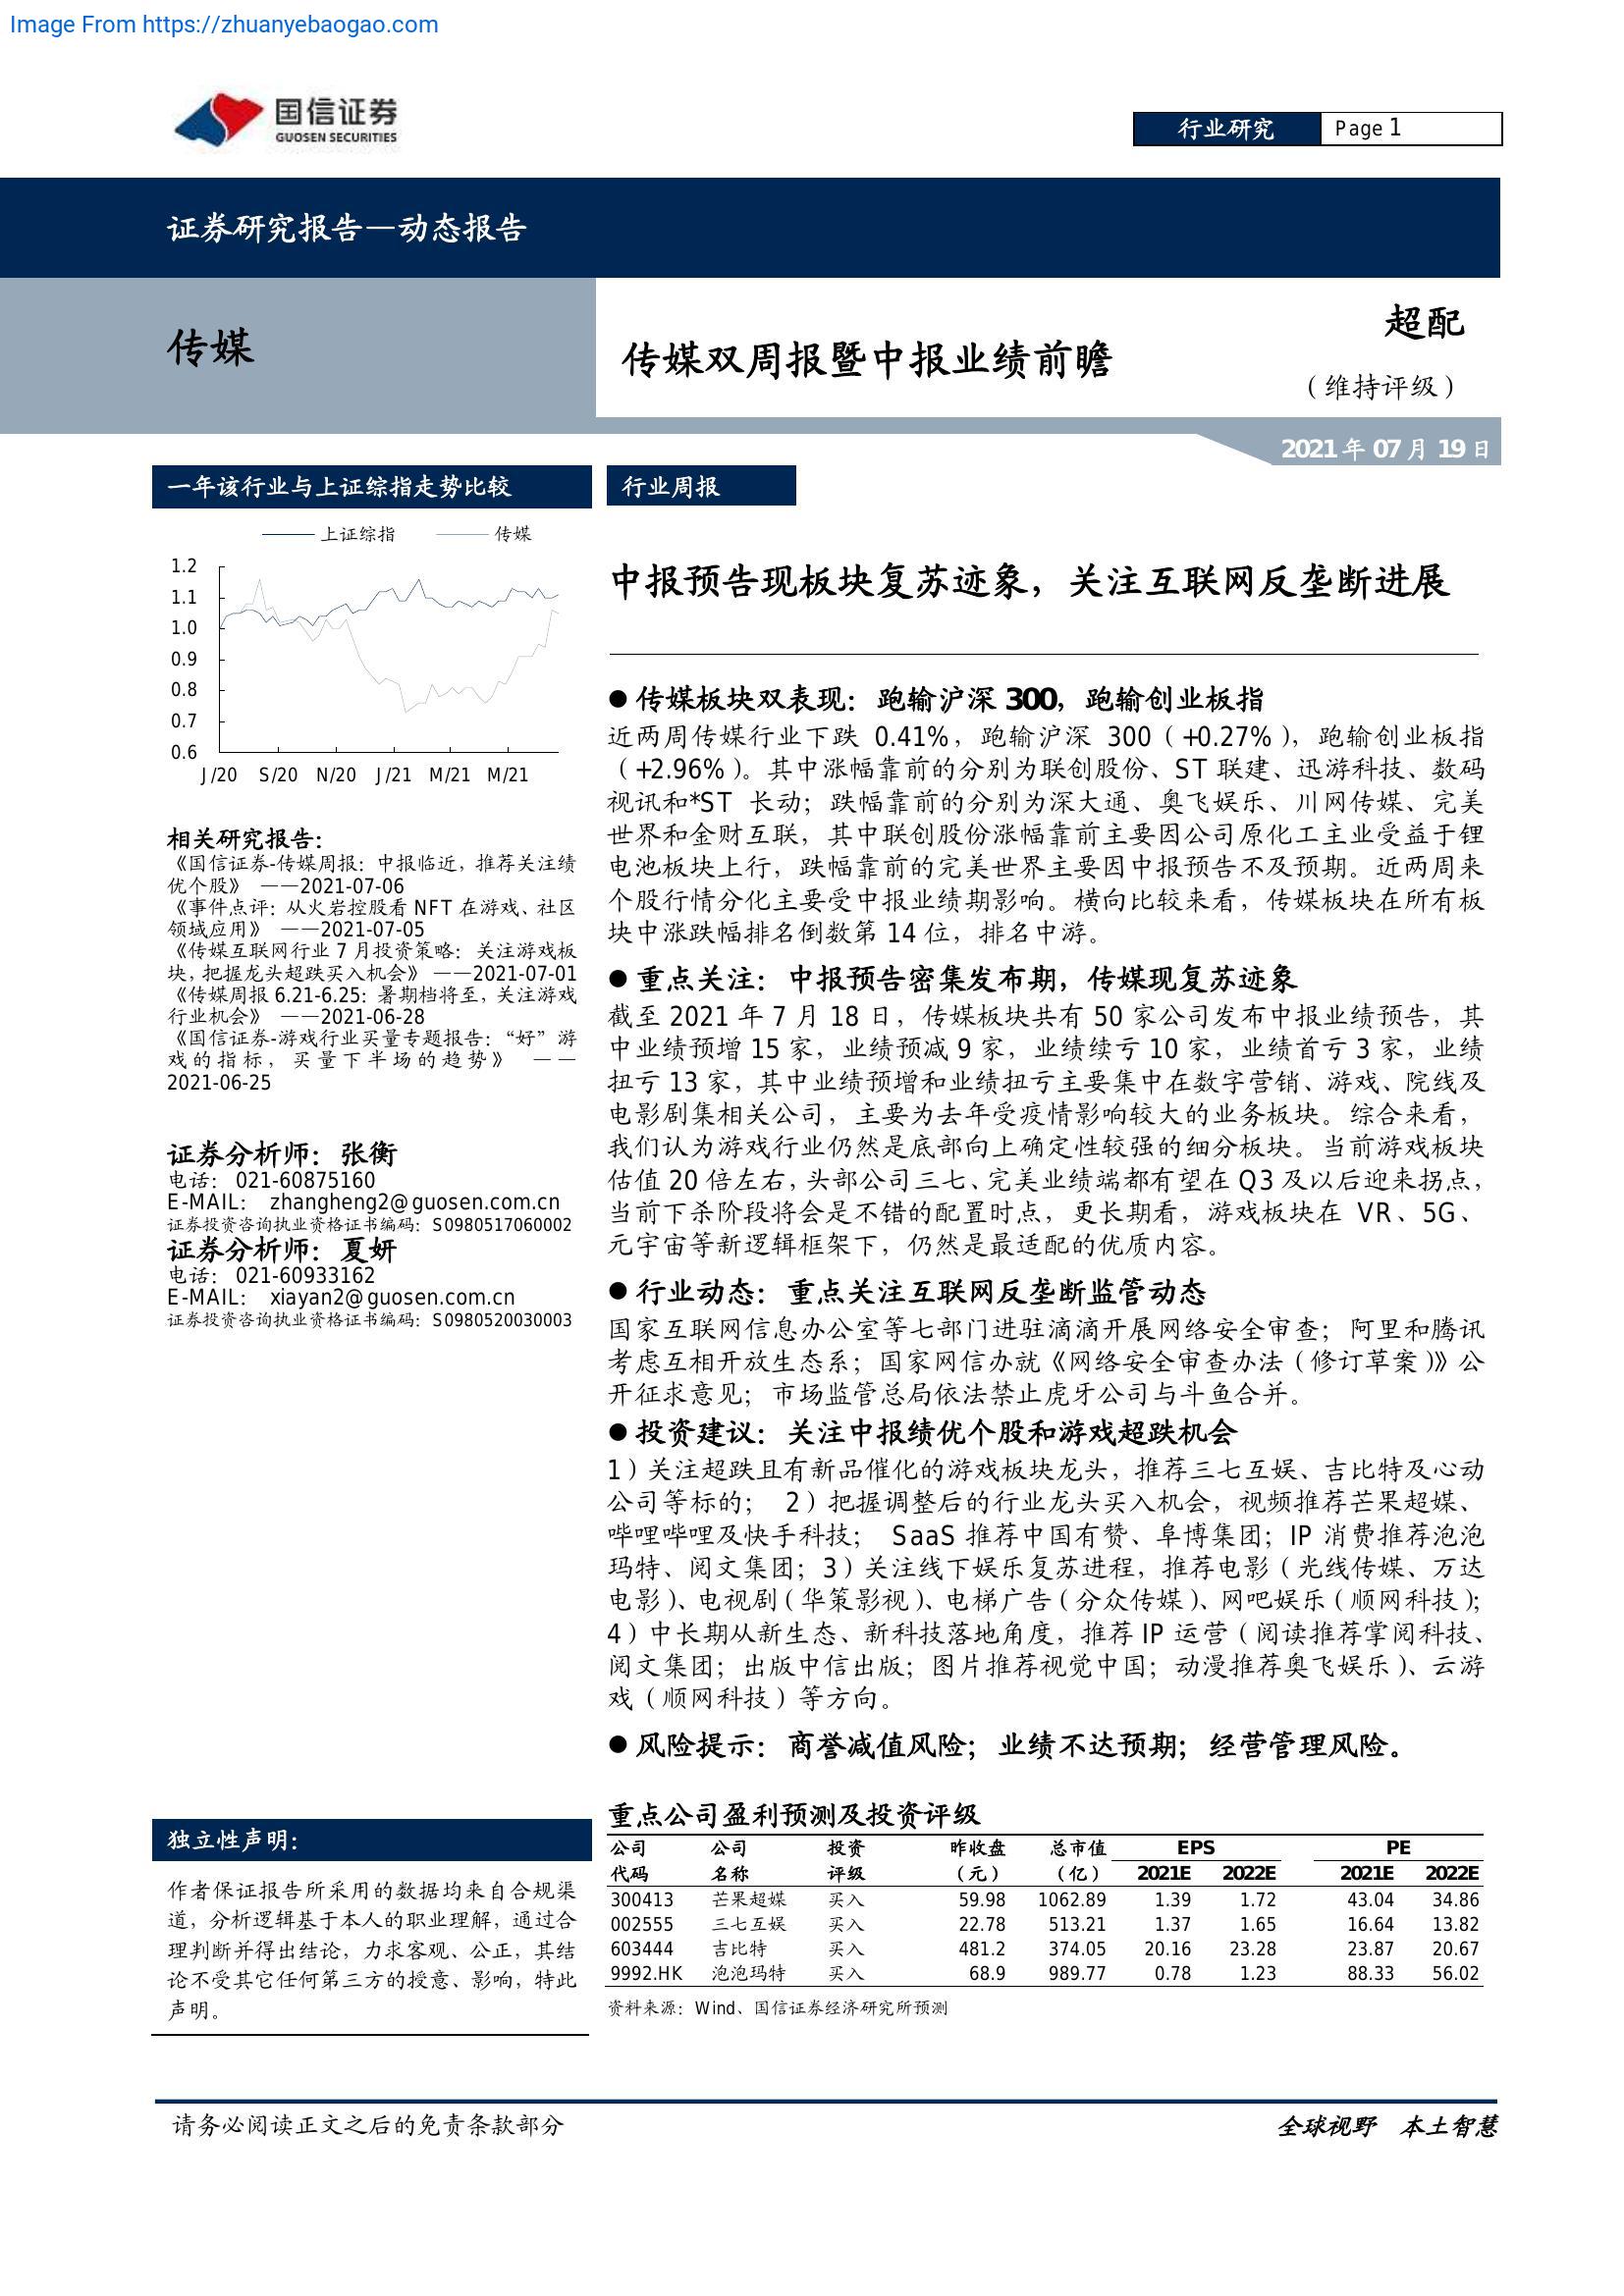 Image From https://zhuanyebaogao.com
国信证券
GUOSEN SECURITIES
行业研究
Page 1
证券研究报告—动态报告
传媒
传媒双周报暨中报业绩前瞻
超配
（维持评级）
2021 年 07 月 19 日
一年该行业与上证综指走势比较
上证综指 传媒
1.2
1.1
1.0
0.9
0.8
0.7
0.6
J/20 S/20 N/20 J/21 M/21 M/21
相关研究报告：
《国信证券-传媒周报：中报临近，推荐关注绩
优个股》 ——2021-07-06
《事件点评：从火岩控股看 NFT 在游戏、社区
领域应用》 ——2021-07-05
《传媒互联网行业 7 月投资策略：关注游戏板
块，把握龙头超跌买入机会》 ——2021-07-01
《传媒周报 6.21-6.25：暑期档将至，关注游戏
行业机会》 ——2021-06-28
《国信证券-游戏行业买量专题报告：“好”游
戏的指标，买量下半场的趋势》 ——
2021-06-25
证券分析师：张衡
电话： 021-60875160
E-MAIL： zhangheng2@guosen.com.cn
证券投资咨询执业资格证书编码：S0980517060002
证券分析师：夏妍
电话： 021-60933162
E-MAIL： xiayan2@guosen.com.cn
证券投资咨询执业资格证书编码：S0980520030003
独立性声明：
作者保证报告所采用的数据均来自合规渠
道，分析逻辑基于本人的职业理解，通过合
理判断并得出结论，力求客观、公正，其结
论不受其它任何第三方的授意、影响，特此
声明。
行业周报
中报预告现板块复苏迹象，关注互联网反垄断进展
● 传媒板块双表现：跑输沪深 300，跑输创业板指
近两周传媒行业下跌 0.41%，跑输沪深 300（+0.27%），跑输创业板指
（+2.96%）。其中涨幅靠前的分别为联创股份、ST 联建、迅游科技、数码
视讯和*ST 长动；跌幅靠前的分别为深大通、奥飞娱乐、川网传媒、完美
世界和金财互联，其中联创股份涨幅靠前主要因公司原化工主业受益于锂
电池板块上行，跌幅靠前的完美世界主要因中报预告不及预期。近两周来
个股行情分化主要受中报业绩期影响。横向比较来看，传媒板块在所有板
块中涨跌幅排名倒数第 14 位，排名中游。
● 重点关注：中报预告密集发布期，传媒现复苏迹象
截至 2021 年 7 月 18 日，传媒板块共有 50 家公司发布中报业绩预告，其
中业绩预增 15 家，业绩预减 9 家，业绩续亏 10 家，业绩首亏 3 家，业绩
扭亏 13 家，其中业绩预增和业绩扭亏主要集中在数字营销、游戏、院线及
电影剧集相关公司，主要为去年受疫情影响较大的业务板块。综合来看，
我们认为游戏行业仍然是底部向上确定性较强的细分板块。当前游戏板块
估值 20 倍左右，头部公司三七、完美业绩端都有望在 Q3 及以后迎来拐点，
当前下杀阶段将会是不错的配置时点，更长期看，游戏板块在 VR、5G、
元宇宙等新逻辑框架下，仍然是最适配的优质内容。
● 行业动态：重点关注互联网反垄断监管动态
国家互联网信息办公室等七部门进驻滴滴开展网络安全审查；阿里和腾讯
考虑互相开放生态系；国家网信办就《网络安全审查办法（修订草案）》公
开征求意见；市场监管总局依法禁止虎牙公司与斗鱼合并。
● 投资建议：关注中报绩优个股和游戏超跌机会
1）关注超跌且有新品催化的游戏板块龙头，推荐三七互娱、吉比特及心动
公司等标的； 2）把握调整后的行业龙头买入机会，视频推荐芒果超媒、
哔哩哔哩及快手科技； SaaS 推荐中国有赞、阜博集团；IP 消费推荐泡泡
玛特、阅文集团；3）关注线下娱乐复苏进程，推荐电影（光线传媒、万达
电影）、电视剧（华策影视）、电梯广告（分众传媒）、网吧娱乐（顺网科技）；
4）中长期从新生态、新科技落地角度，推荐 IP 运营（阅读推荐掌阅科技、
阅文集团；出版中信出版；图片推荐视觉中国；动漫推荐奥飞娱乐）、云游
戏（顺网科技）等方向。
● 风险提示：商誉减值风险；业绩不达预期；经营管理风险。
重点公司盈利预测及投资评级
公司 公司 投资 昨收盘 总市值 EPS PE
代码 名称 评级 （元） （亿） 2021E 2022E 2021E 2022E
300413 芒果超媒 买入 59.98 1062.89 1.39 1.72 43.04 34.86
002555 三七互娱 买入 22.78 513.21 1.37 1.65 16.64 13.82
603444 吉比特 买入 481.2 374.05 20.16 23.28 23.87 20.67
9992.HK 泡泡玛特 买入 68.9 989.77 0.78 1.23 88.33 56.02
资料来源：Wind、国信证券经济研究所预测
请务必阅读正文之后的免责条款部分
全球视野 本土智慧